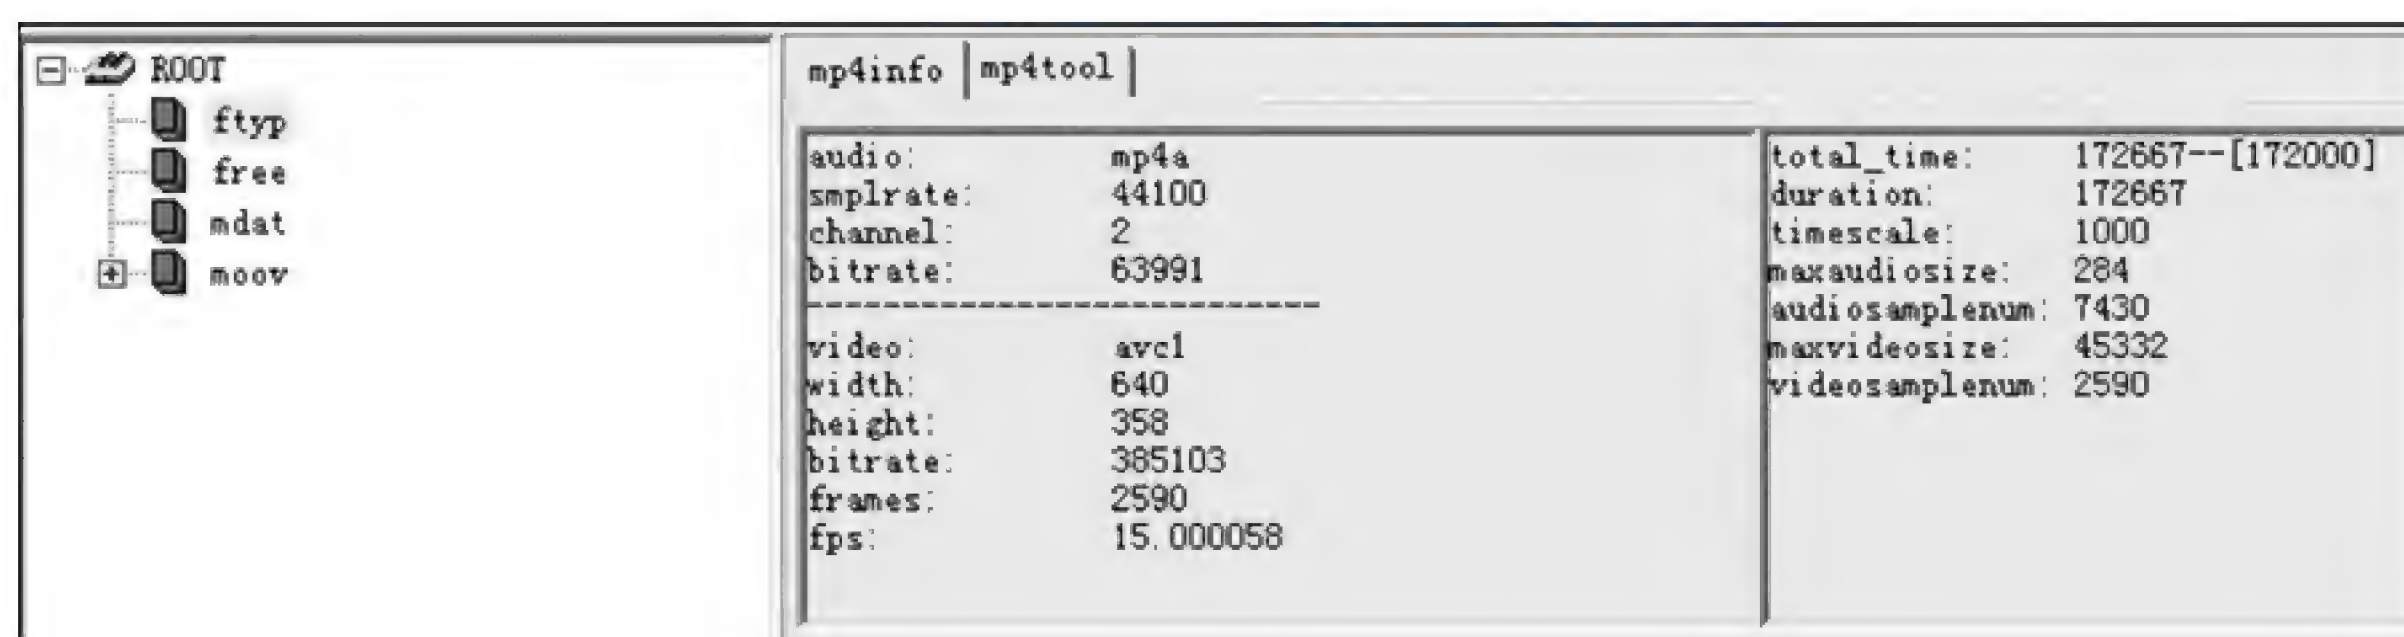 ROOT
ftyp
free
mdat
moov
mp4info mp4tool
audio: mp4a
smplrate: 44100
channel: 2
bitrate: 63991
---------------------------
video: avc1
width: 640
height: 358
bitrate: 385103
frames: 2590
fps: 15.000058
total_time: 172667--[172000]
duration: 172667
timescale: 1000
maxaudiosize: 284
audiosamplenum: 7430
maxvideosize: 45332
videosamplenum: 2590